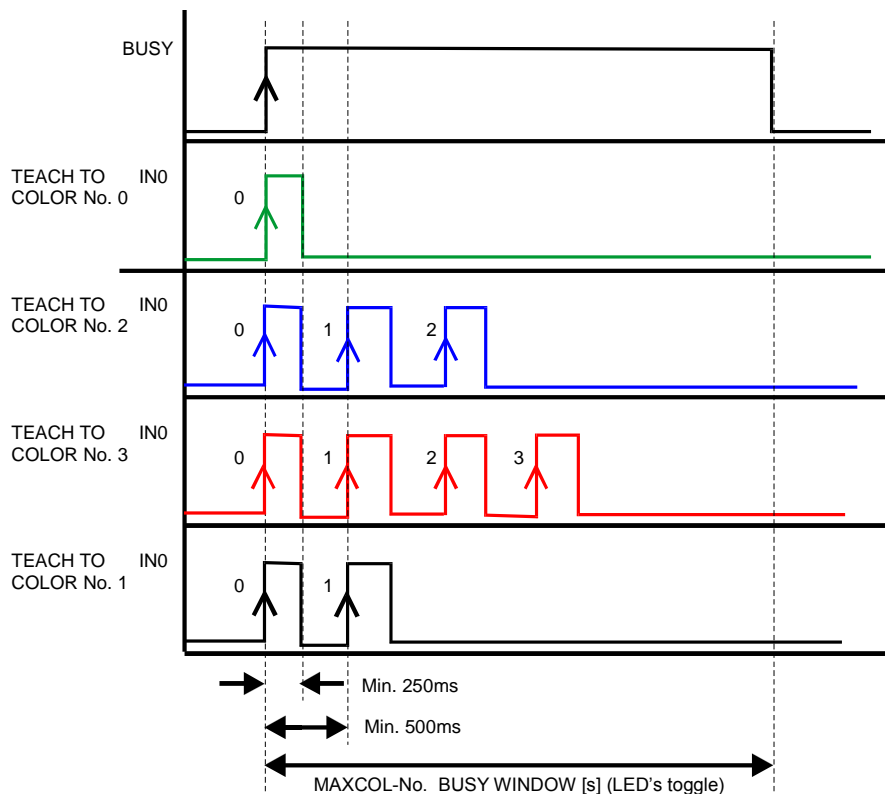 BUSY
TEACH TO IN0
COLOR No. 0
0
TEACH TO IN0
COLOR No. 2
0 1 2
TEACH TO IN0
COLOR No. 3
0 1 2 3
TEACH TO IN0
COLOR No. 1
0 1
Min. 250ms
Min. 500ms
MAXCOL-No. BUSY WINDOW [s] (LED's toggle)